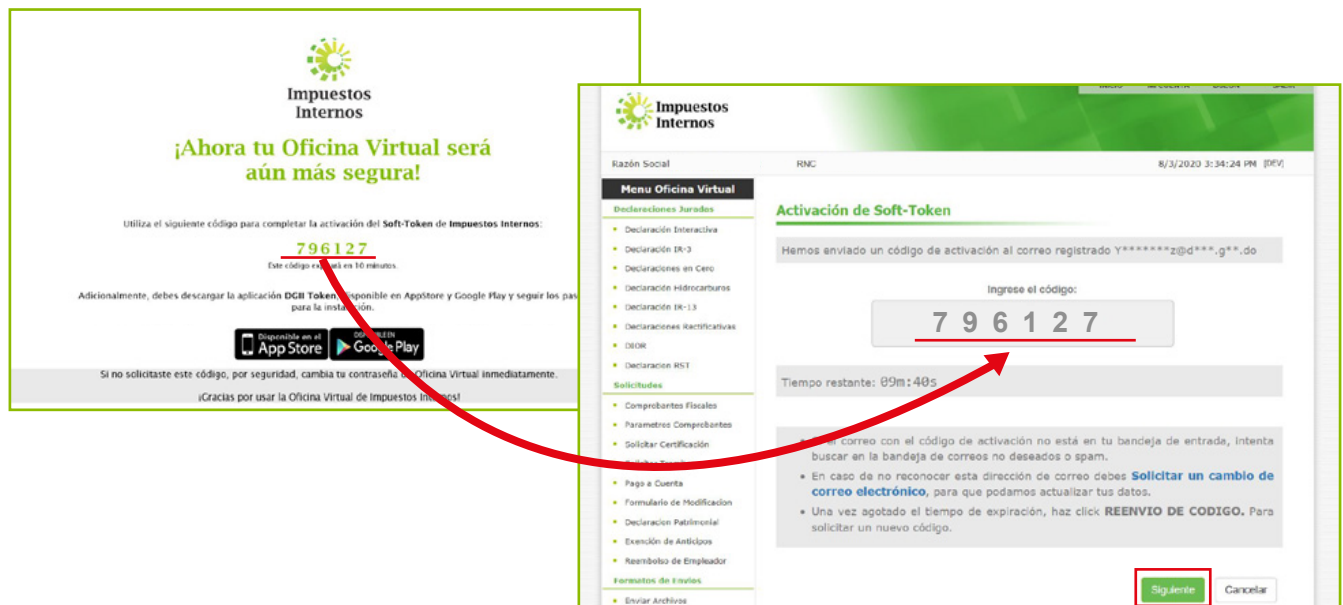 Impuestos
Internos
¡Ahora tu Oficina Virtual será
aún más segura!
Utiliza el siguiente código para completar la activación del Soft-Token de Impuestos Internos:
796127
Este código expirará en 10 minutos.
Adicionalmente, debes descargar la aplicación DGII Token, disponible en AppStore y Google Play y seguir los pas
para la instalación.
Disponible en el
App Store
DISPONIBLE EN
Google Play
Si no solicitaste este código, por seguridad, cambia tu contraseña de Oficina Virtual inmediatamente.
¡Gracias por usar la Oficina Virtual de Impuestos Internos!
Impuestos
Internos
Razón Social RNC 8/3/2020 3:34:24 PM [DEV]
Menu Oficina Virtual
Declaraciones Juradas
Declaración Interactiva
Declaración IR-3
Declaraciones en Cero
Declaración Hidrocarburos
Declaración IR-13
Declaraciones Rectificativas
DIOR
Declaracion RST
Solicitudes
Comprobantes Fiscales
Parametros Comprobantes
Solicitar Certificación
Pago a Cuenta
Formulario de Modificacion
Declaracion Patrimonial
Exención de Anticipos
Reembolso de Empleador
Formatos de Envíos
Enviar Archivos
Activación de Soft-Token
Hemos enviado un código de activación al correo registrado Y*******z@d***.g**.do
Ingrese el código:
7 9 6 1 2 7
Tiempo restante: 09m:40s
el correo con el código de activación no está en tu bandeja de entrada, intenta
buscar en la bandeja de correos no deseados o spam.
En caso de no reconocer esta dirección de correo debes Solicitar un cambio de
correo electrónico, para que podamos actualizar tus datos.
Una vez agotado el tiempo de expiración, haz click REENVIO DE CODIGO. Para
solicitar un nuevo código.
Siguiente Cancelar